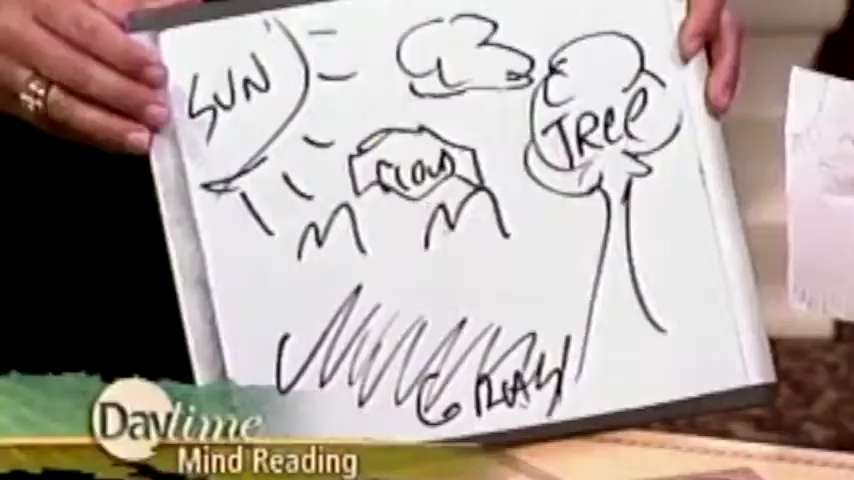 SUN
TREE
CLOUD
GRASS
Daytime
Mind Reading